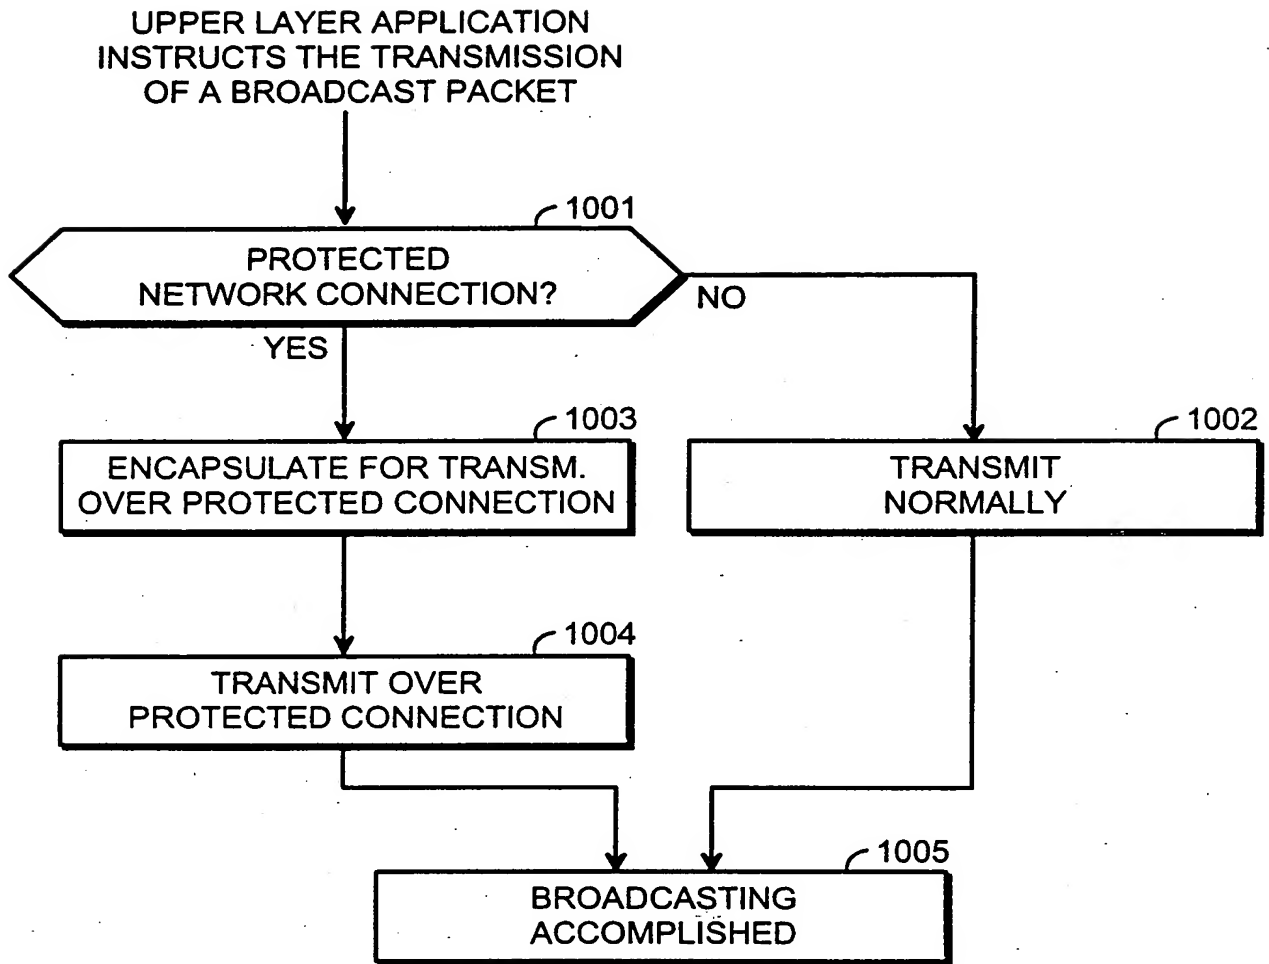 UPPER LAYER APPLICATION
INSTRUCTS THE TRANSMISSION
OF A BROADCAST PACKET
1001
PROTECTED
NETWORK CONNECTION?
NO
YES
1003
ENCAPSULATE FOR TRANSM.
OVER PROTECTED CONNECTION
1002
TRANSMIT
NORMALLY
1004
TRANSMIT OVER
PROTECTED CONNECTION
1005
BROADCASTING
ACCOMPLISHED